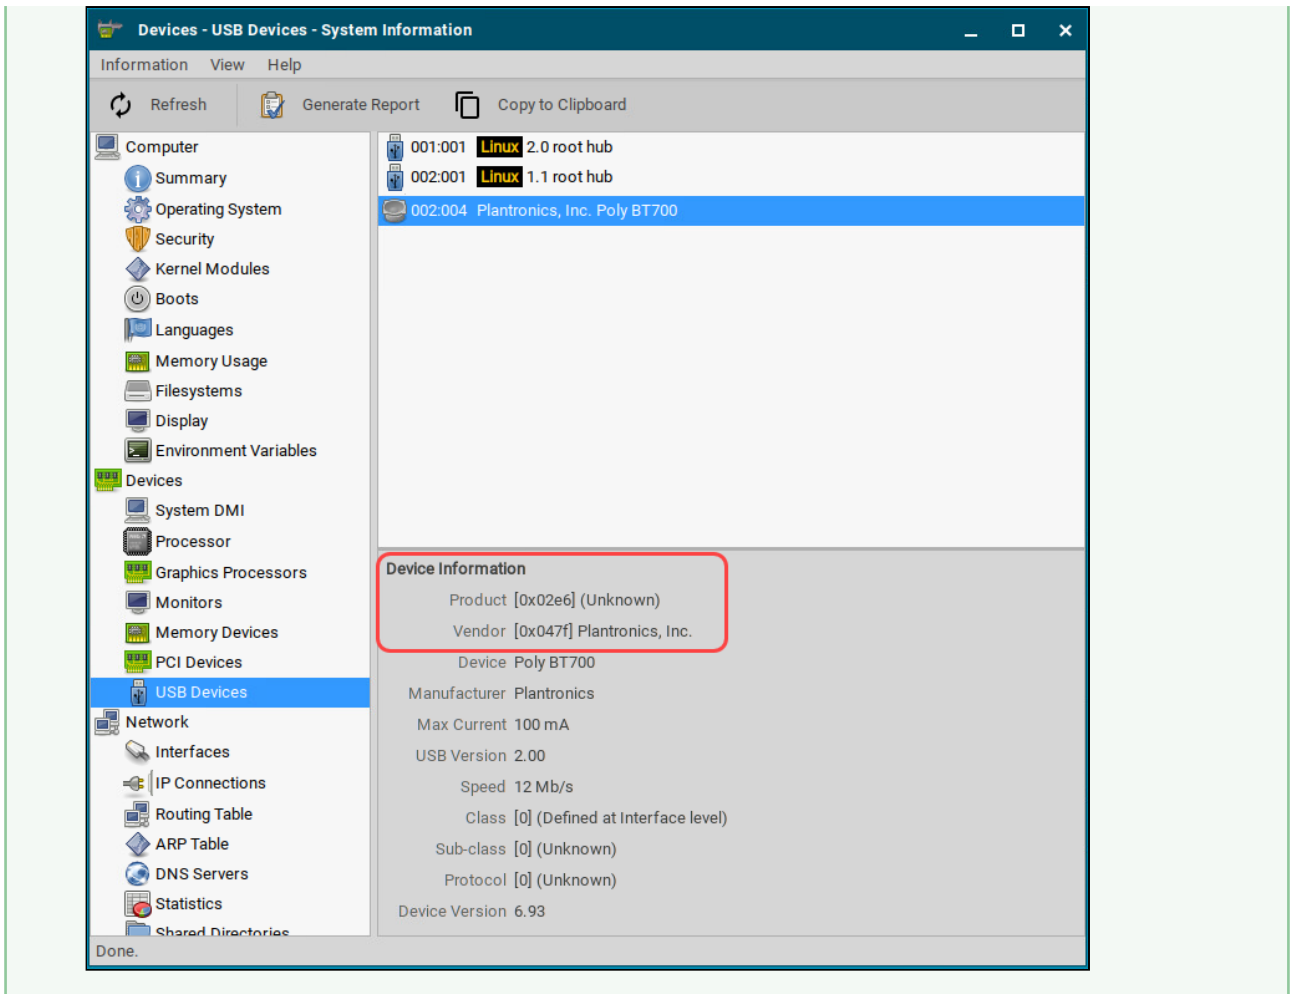 Devices - USB Devices - System Information
Information View Help
Refresh Generate Report Copy to Clipboard
Computer
Summary
Operating System
Security
Kernel Modules
Boots
Languages
Memory Usage
Filesystems
Display
Environment Variables
Devices
System DMI
Processor
Graphics Processors
Monitors
Memory Devices
PCI Devices
USB Devices
Network
Interfaces
IP Connections
Routing Table
ARP Table
DNS Servers
Statistics
Shared Directories
001:001 Linux 2.0 root hub
002:001 Linux 1.1 root hub
002:004 Plantronics, Inc. Poly BT700
Device Information
Product [0x02e6] (Unknown)
Vendor [0x047f] Plantronics, Inc.
Device Poly BT700
Manufacturer Plantronics
Max Current 100 mA
USB Version 2.00
Speed 12 Mb/s
Class [0] (Defined at Interface level)
Sub-class [0] (Unknown)
Protocol [0] (Unknown)
Device Version 6.93
Done.